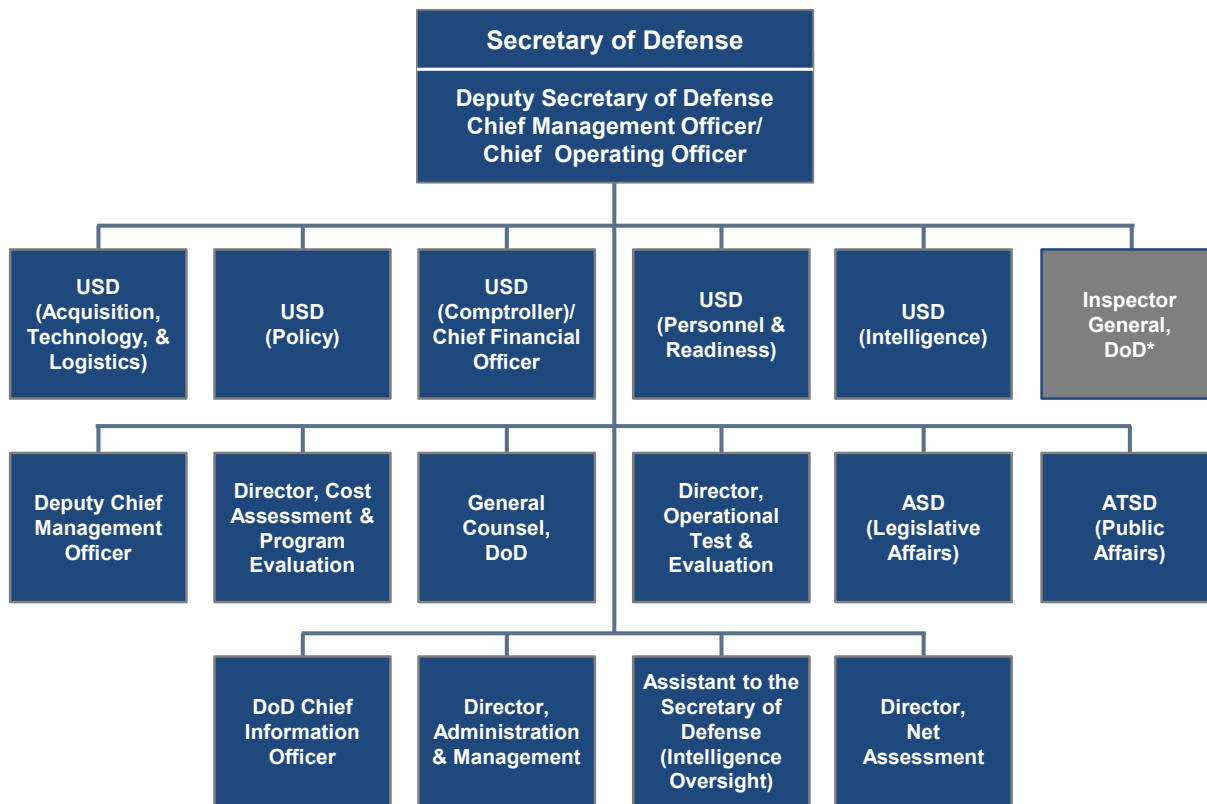 Secretary of Defense
Deputy Secretary of Defense
Chief Management Officer/
Chief Operating Officer
USD
(Acquisition,
Technology, &
Logistics)
USD
(Policy)
USD
(Comptroller)/
Chief Financial
Officer
USD
(Personnel &
Readiness)
USD
(Intelligence)
Inspector
General,
DoD*
Deputy Chief
Management
Officer
Director, Cost
Assessment &
Program
Evaluation
General
Counsel,
DoD
Director,
Operational
Test &
Evaluation
ASD
(Legislative
Affairs)
ATSD
(Public
Affairs)
DoD Chief
Information
Officer
Director,
Administration
& Management
Assistant to the
Secretary of
Defense
(Intelligence
Oversight)
Director,
Net
Assessment